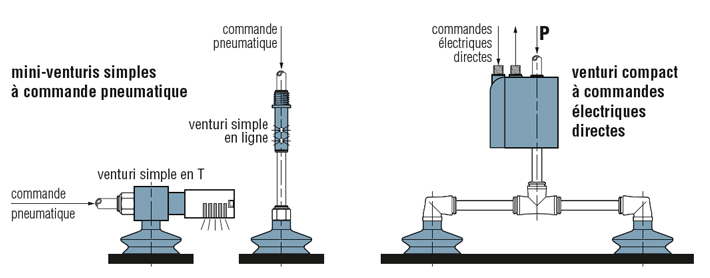 mini-venturis simples
à commande pneumatique
commande
pneumatique
venturi simple
en ligne
venturi simple en T
commande
pneumatique
commandes
électriques
directes
P
venturi compact
à commandes
électriques
directes